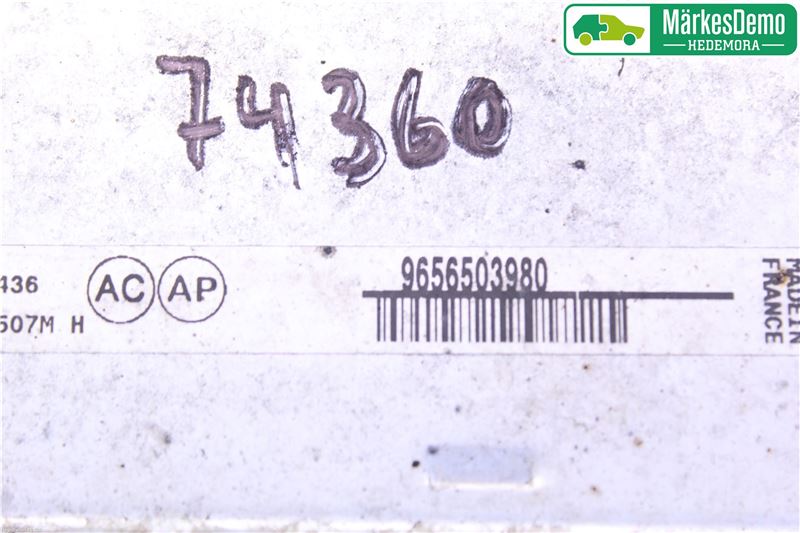 MärkesDemo
HEDEMORA
74360
436
AC
AP
9656503980
507M H
MADE IN
FRANCE